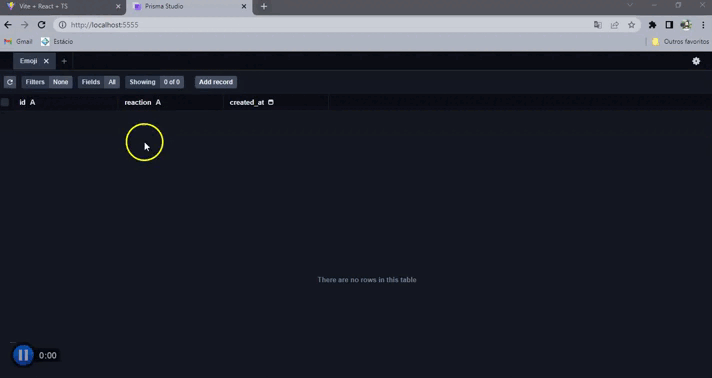 Vite + React + TS
Prisma Studio
http://localhost:5555
Gmail
Estácio
Outros favoritos
Emoji
Filters None
Fields All
Showing 0 of 0
Add record
id A
reaction A
created_at
There are no rows in this table
0:00